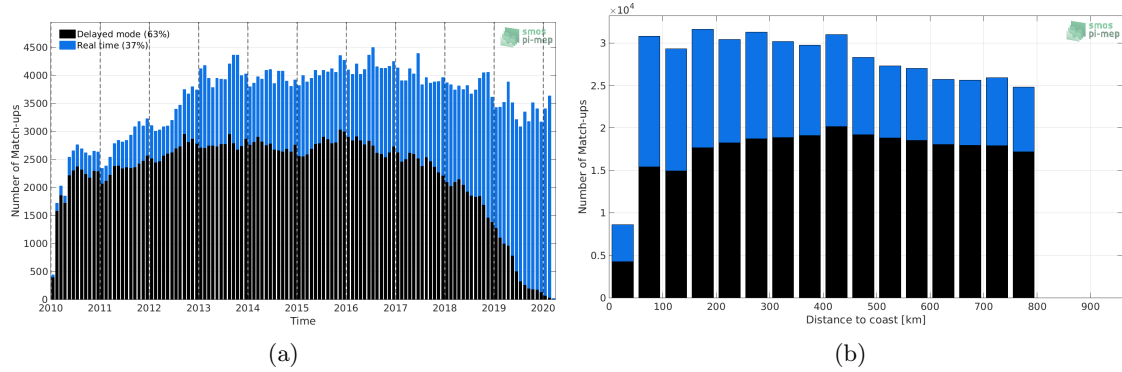 Delayed mode (63%)
Real time (37%)
smos
pi-mep
Number of Match-ups
4500
4000
3500
3000
2500
2000
1500
1000
500
0
2010 2011 2012 2013 2014 2015 2016 2017 2018 2019 2020
Time
(a)
×10⁴
smos
pi-mep
Number of Match-ups
3
2.5
2
1.5
1
0.5
0
0 100 200 300 400 500 600 700 800 900
Distance to coast [km]
(b)